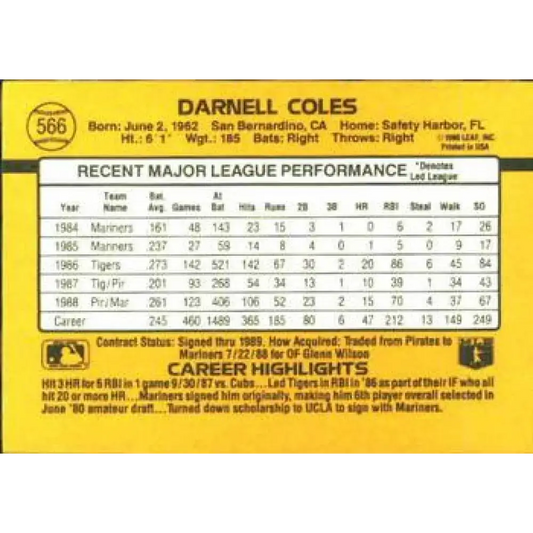 566
DARNELL COLES
Born: June 2, 1962 San Bernardino, CA Home: Safety Harbor, FL
Ht.: 6'1" Wgt.: 185 Bats: Right Throws: Right
LEAF, INC.
Printed in USA
RECENT MAJOR LEAGUE PERFORMANCE *Denotes Led League
Year Team Name Bat. Avg. Games At Bat Hits Runs 2B 3B HR RBI Steal Walk SO
1984 Mariners 161 48 143 23 15 3 1 0 6 2 17 26
1985 Mariners 237 27 59 14 8 4 0 1 5 0 9 17
1986 Tigers 273 142 521 142 67 30 2 20 86 6 45 84
1987 Tig/Pir 201 93 268 54 34 13 1 10 39 1 34 43
1988 Pir/Mar 261 123 406 106 52 23 2 15 70 4 37 67
Career 245 460 1489 365 185 80 6 47 212 13 149 249
Contract Status: Signed thru 1989. How Acquired: Traded from Pirates to
Mariners 7/22/88 for OF Glenn Wilson
CAREER HIGHLIGHTS
Hit 3 HR for 6 RBI in 1 game 9/30/87 vs. Cubs...Led Tigers in RBI in '86 as part of their IF who all
hit 20 or more HR...Mariners signed him originally, making him 6th player overall selected in
June '80 amateur draft...Turned down scholarship to UCLA to sign with Mariners.